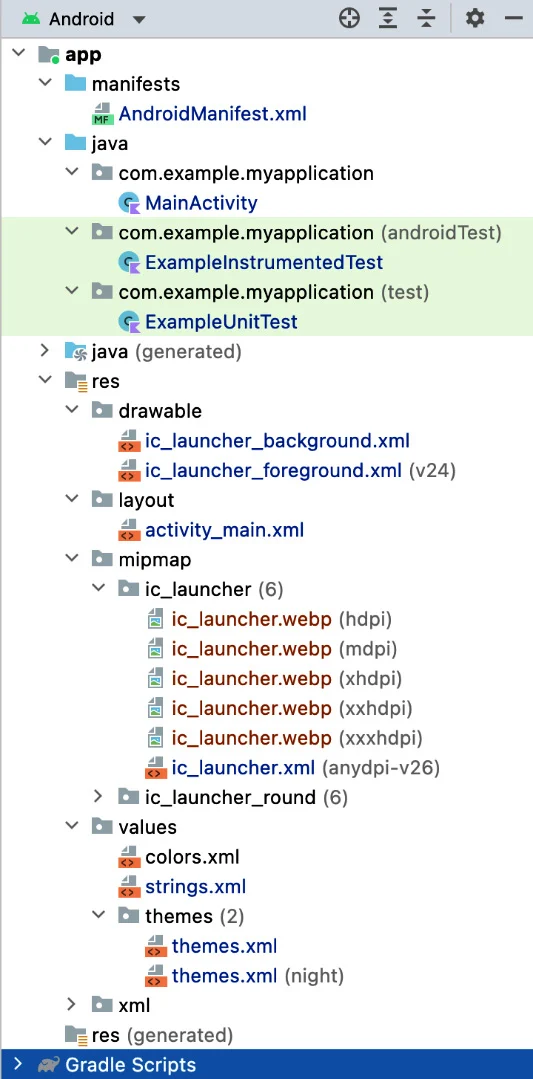 Android
app
manifests
AndroidManifest.xml
java
com.example.myapplication
MainActivity
com.example.myapplication (androidTest)
ExampleInstrumentedTest
com.example.myapplication (test)
ExampleUnitTest
java (generated)
res
drawable
ic_launcher_background.xml
ic_launcher_foreground.xml (v24)
layout
activity_main.xml
mipmap
ic_launcher (6)
ic_launcher.webp (hdpi)
ic_launcher.webp (mdpi)
ic_launcher.webp (xhdpi)
ic_launcher.webp (xxhdpi)
ic_launcher.webp (xxxhdpi)
ic_launcher.xml (anydpi-v26)
ic_launcher_round (6)
values
colors.xml
strings.xml
themes (2)
themes.xml
themes.xml (night)
xml
res (generated)
Gradle Scripts